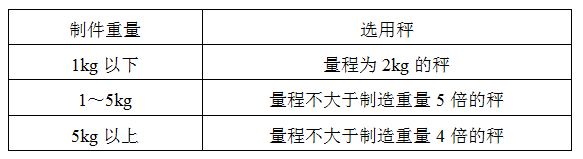 制件重量 选用秤
1kg 以下 量程为 2kg 的秤
1～5kg 量程不大于制造重量 5 倍的秤
5kg 以上 量程不大于制造重量 4 倍的秤